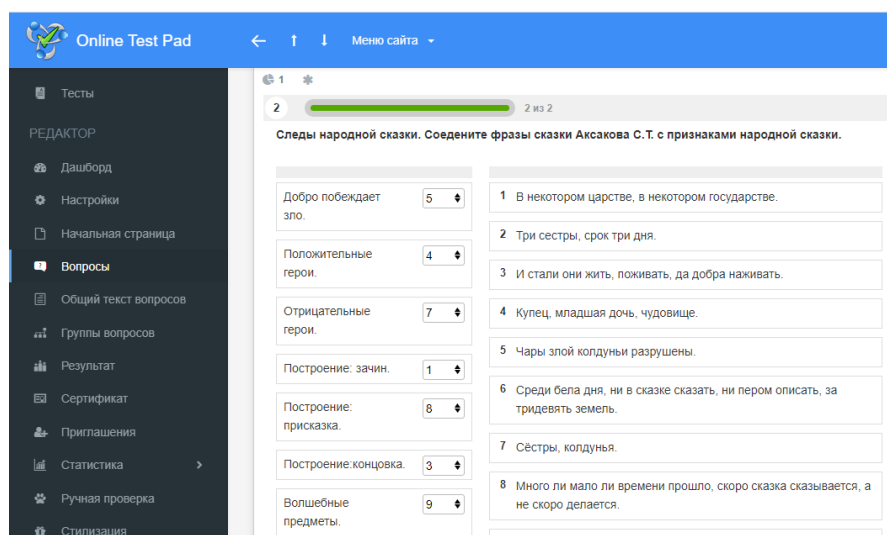 Online Test Pad
Меню сайта
Тесты
РЕДАКТОР
Дашборд
Настройки
Начальная страница
Вопросы
Общий текст вопросов
Группы вопросов
Результат
Сертификат
Приглашения
Статистика
Ручная проверка
Стилизация
1
2
2 из 2
Следы народной сказки. Соедените фразы сказки Аксакова С.Т. с признаками народной сказки.
Добро побеждает
зло.
5
Положительные
герои.
4
Отрицательные
герои.
7
Построение: зачин.
1
Построение:
присказка.
8
Построение:концовка.
3
Волшебные
предметы.
9
1 В некотором царстве, в некотором государстве.
2 Три сестры, срок три дня.
3 И стали они жить, поживать, да добра наживать.
4 Купец, младшая дочь, чудовище.
5 Чары злой колдуньи разрушены.
6 Среди бела дня, ни в сказке сказать, ни пером описать, за
тридевять земель.
7 Сёстры, колдунья.
8 Много ли мало ли времени прошло, скоро сказка сказывается, а
не скоро делается.